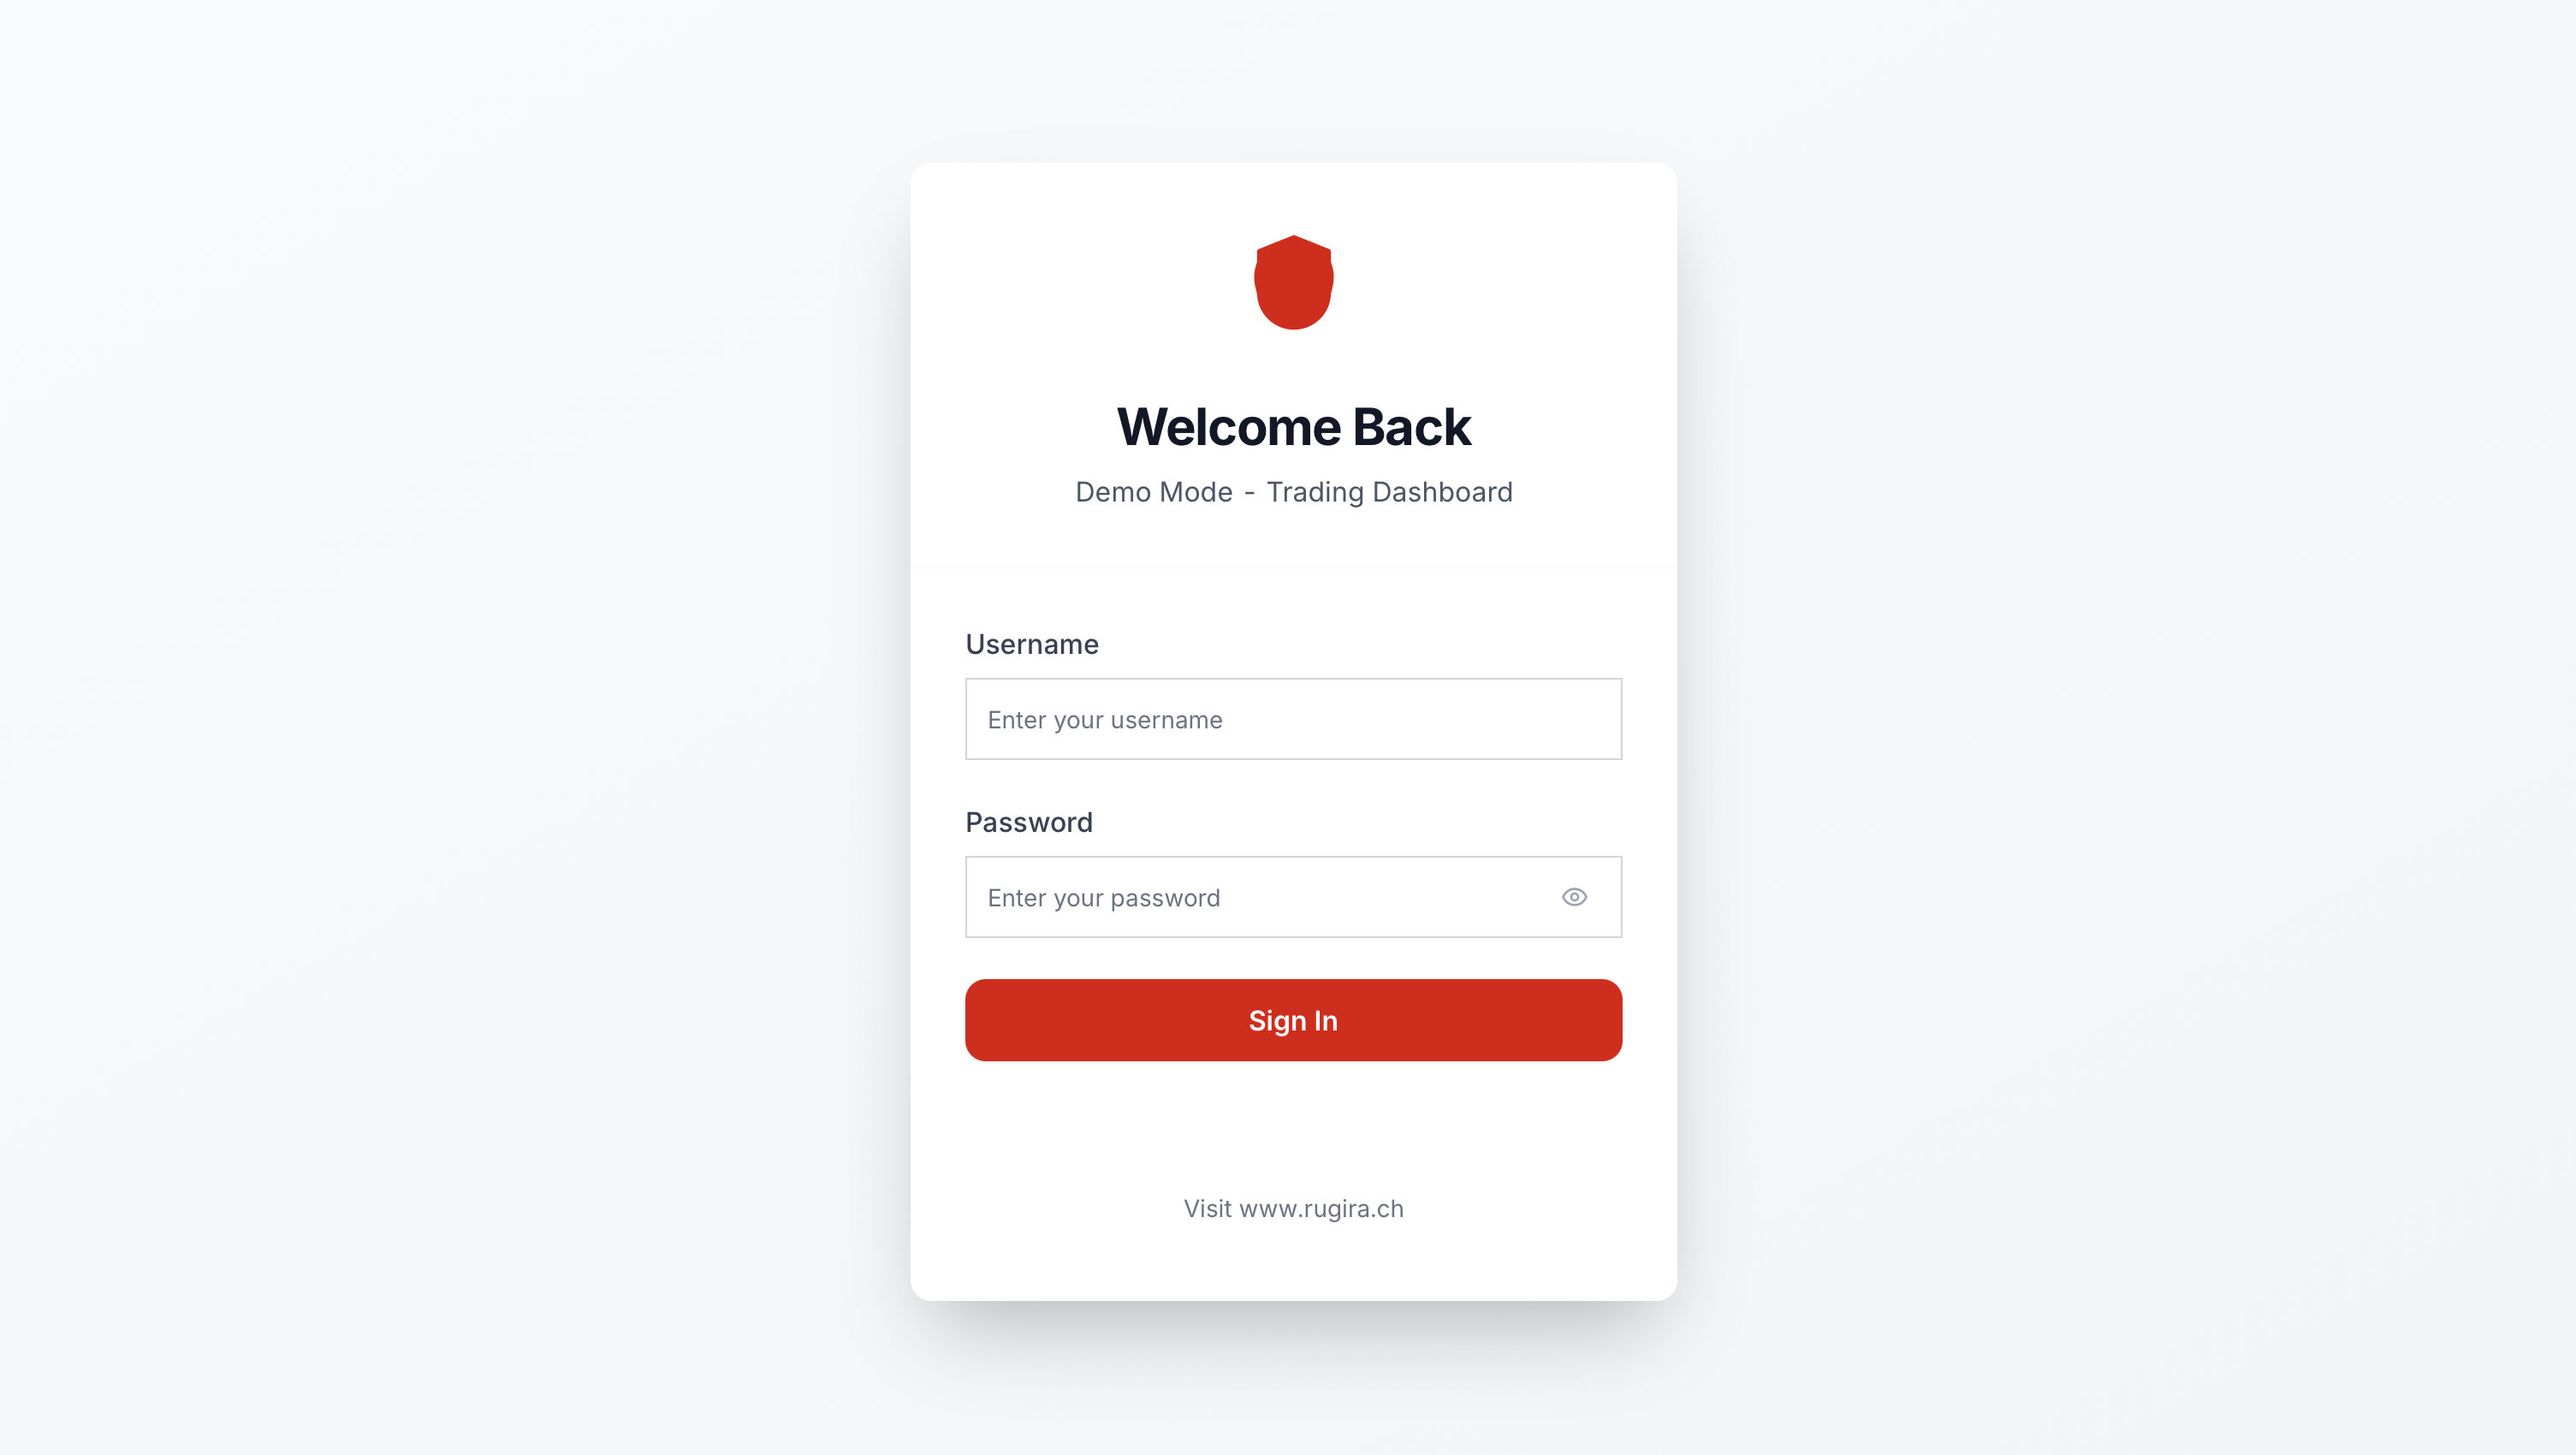 Welcome Back
Demo Mode - Trading Dashboard
Username
Enter your username
Password
Enter your password
Sign In
Visit www.rugira.ch